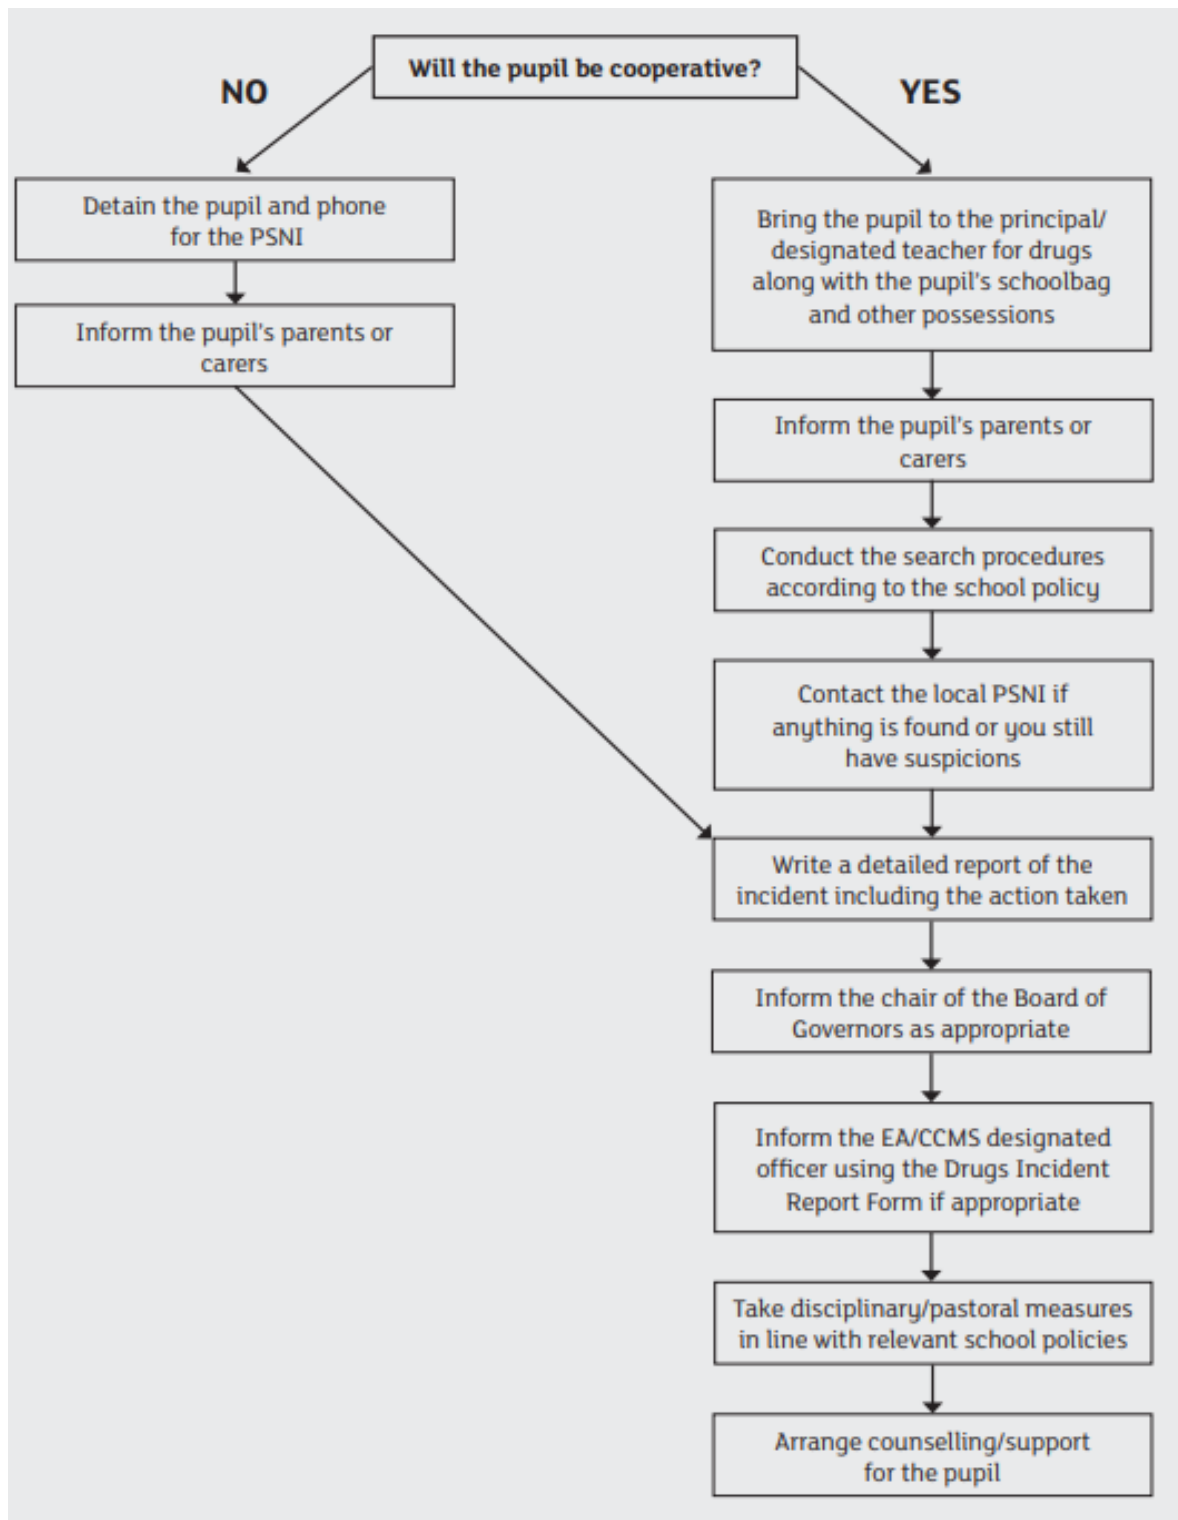 Will the pupil be cooperative?
NO
YES
Detain the pupil and phone
for the PSNI
Inform the pupil's parents or
carers
Bring the pupil to the principal/
designated teacher for drugs
along with the pupil's schoolbag
and other possessions
Inform the pupil's parents or
carers
Conduct the search procedures
according to the school policy
Contact the local PSNI if
anything is found or you still
have suspicions
Write a detailed report of the
incident including the action taken
Inform the chair of the Board of
Governors as appropriate
Inform the EA/CCMS designated
officer using the Drugs Incident
Report Form if appropriate
Take disciplinary/pastoral measures
in line with relevant school policies
Arrange counselling/support
for the pupil